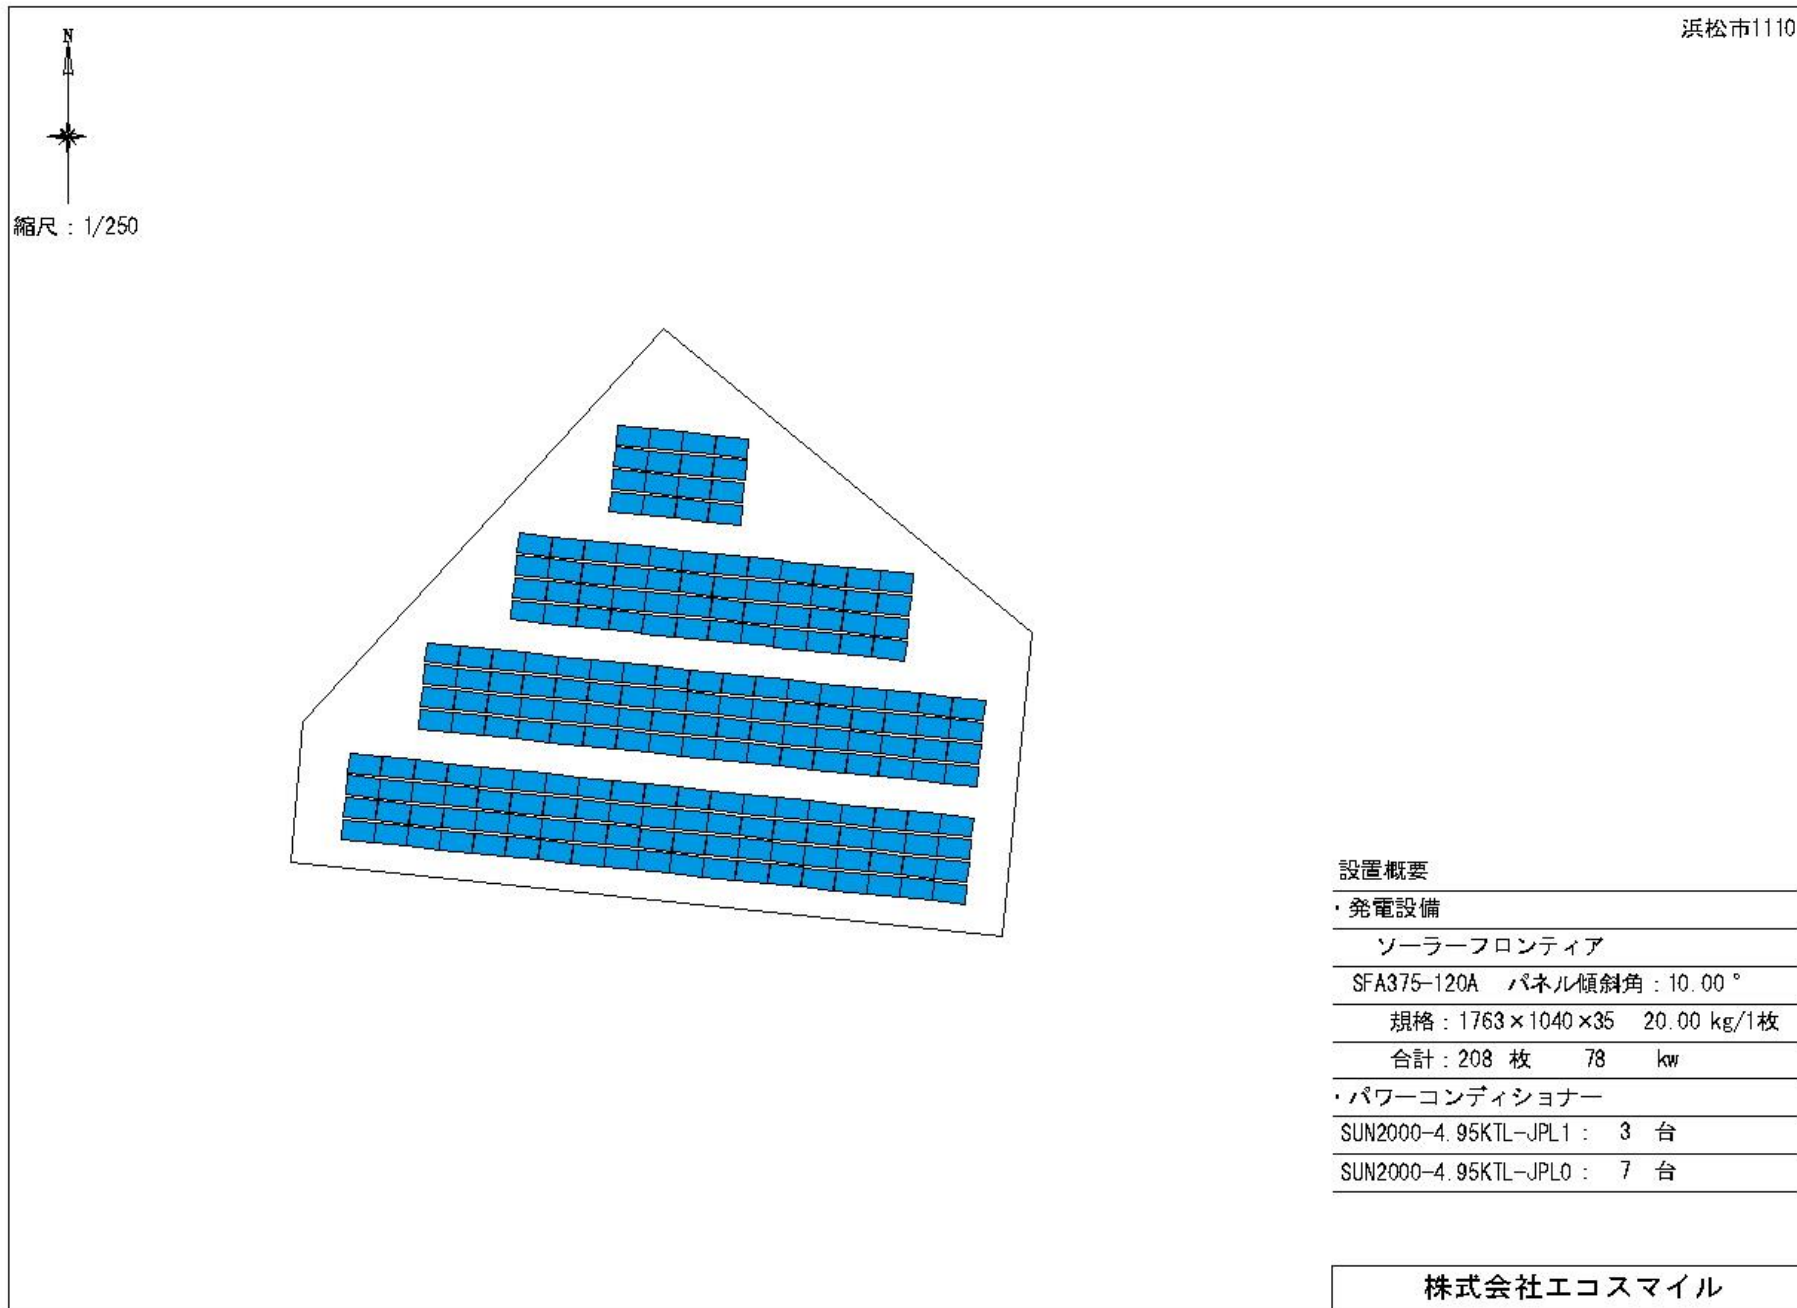 浜松市1110
N
縮尺：1/250
設置概要
・発電設備
ソーラーフロンティア
SFA375-120A パネル傾斜角：10.00°
規格：1763×1040×35 20.00 kg/1枚
合計：208 枚 78 kw
・パワーコンディショナー
SUN2000-4.95KTL-JPL1： 3 台
SUN2000-4.95KTL-JPL0： 7 台
株式会社エコスマイル